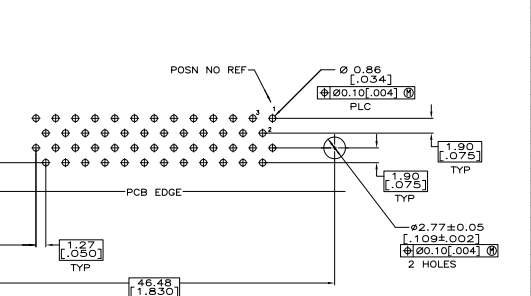 POSN NO REF
Ø 0.86
[.034]
⌖ Ø0.10[.004] Ⓜ
PLC
3
1
2
1.90
[.075]
TYP
1.90
[.075]
TYP
PCB EDGE
Ø2.77±0.05
[.109±.002]
⌖ Ø0.10[.004] Ⓜ
2 HOLES
1.27
[.050]
TYP
46.48
[1.830]